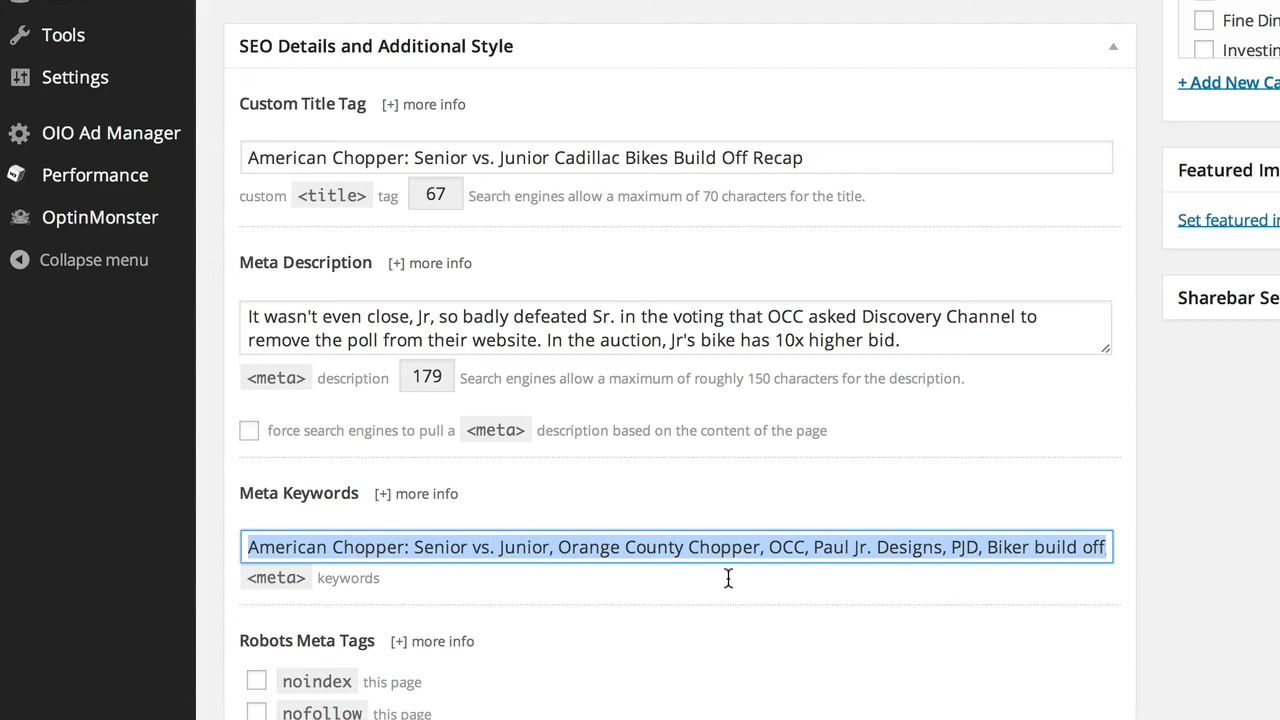 Tools
Settings
OIO Ad Manager
Performance
OptinMonster
Collapse menu
SEO Details and Additional Style
Custom Title Tag [+] more info
American Chopper: Senior vs. Junior Cadillac Bikes Build Off Recap
custom <title> tag 67 Search engines allow a maximum of 70 characters for the title.
Meta Description [+] more info
It wasn't even close, Jr, so badly defeated Sr. in the voting that OCC asked Discovery Channel to
remove the poll from their website. In the auction, Jr's bike has 10x higher bid.
<meta> description 179 Search engines allow a maximum of roughly 150 characters for the description.
force search engines to pull a <meta> description based on the content of the page
Meta Keywords [+] more info
American Chopper: Senior vs. Junior, Orange County Chopper, OCC, Paul Jr. Designs, PJD, Biker build off
<meta> keywords
Robots Meta Tags [+] more info
noindex this page
nofollow this page
Fine Din
Investin
+ Add New Ca
Featured Im
Set featured i
Sharebar Se